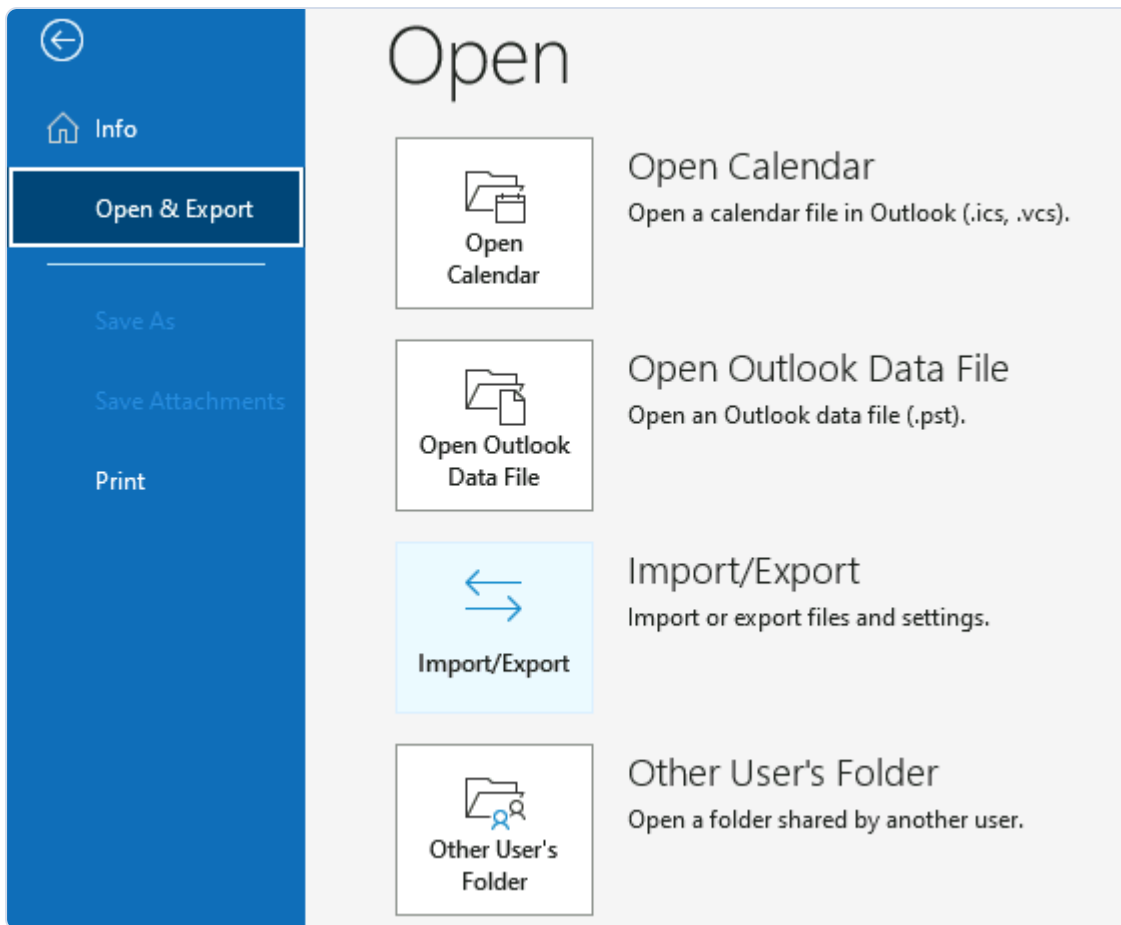 Open
Info
Open & Export
Save As
Save Attachments
Print
Open
Calendar
Open Calendar
Open a calendar file in Outlook (.ics, .vcs).
Open Outlook
Data File
Open Outlook Data File
Open an Outlook data file (.pst).
Import/Export
Import/Export
Import or export files and settings.
Other User's
Folder
Other User's Folder
Open a folder shared by another user.